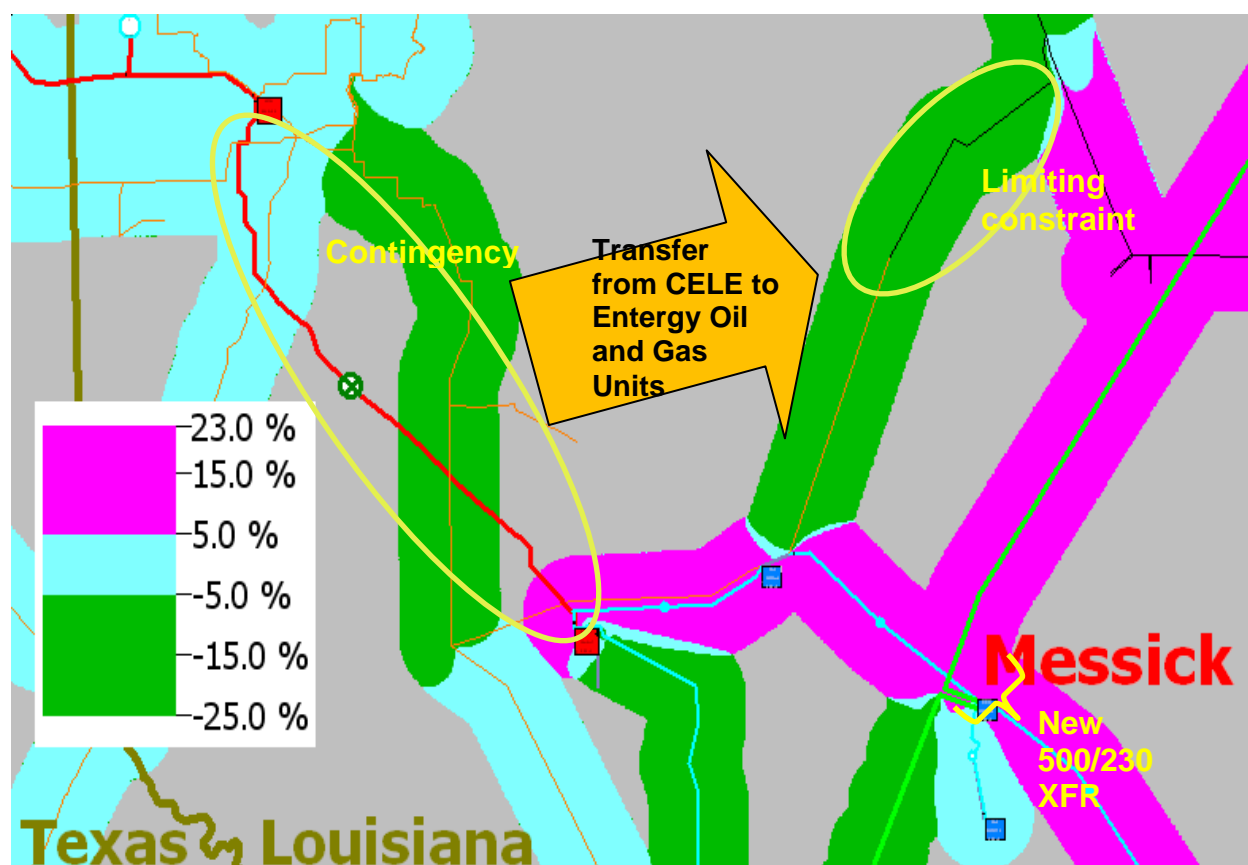 Limiting
constraint
Contingency
Transfer
from CELE to
Entergy Oil
and Gas
Units
23.0 %
15.0 %
5.0 %
-5.0 %
-15.0 %
-25.0 %
Messick
New
500/230
XFR
Texas Louisiana